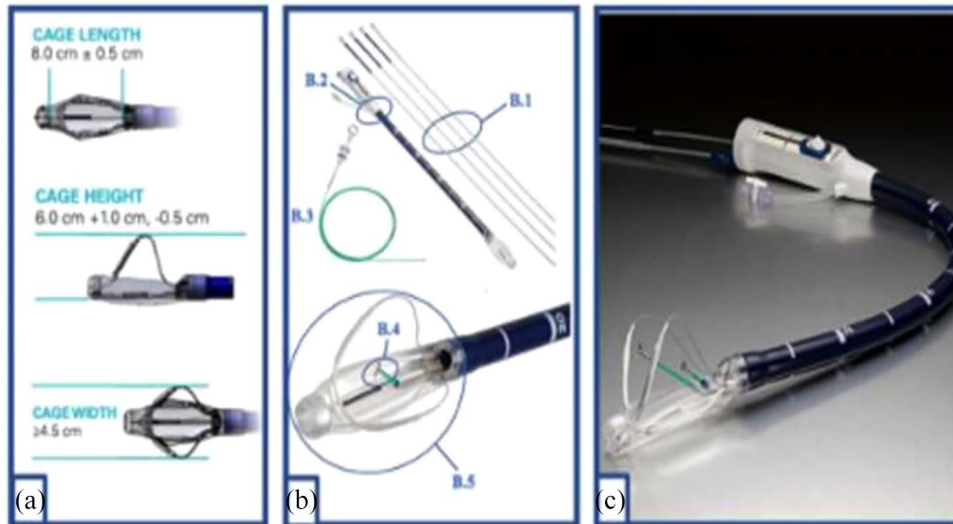 CAGE LENGTH
8.0 cm ± 0.5 cm
CAGE HEIGHT
6.0 cm +1.0 cm, -0.5 cm
CAGE WIDTH
≥4.5 cm
(a)
B.1
B.2
B.3
B.4
B.5
(b)
(c)